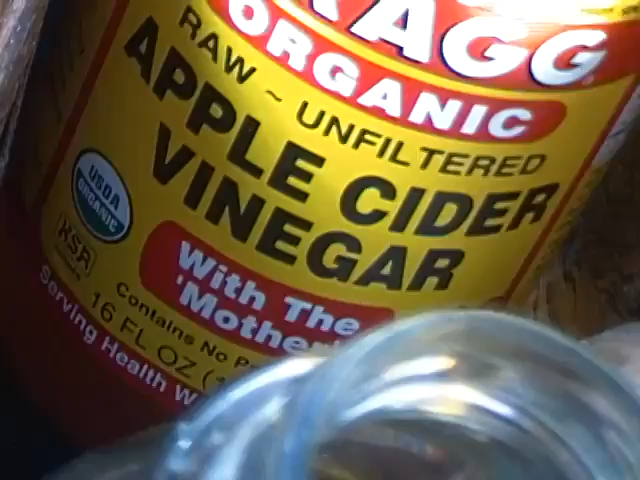 RAGG
ORGANIC
RAW ~ UNFILTERED
APPLE CIDER
VINEGAR
USDA
ORGANIC
KSA
With The
'Mother'
Contains No
16 FL OZ (
Serving Health